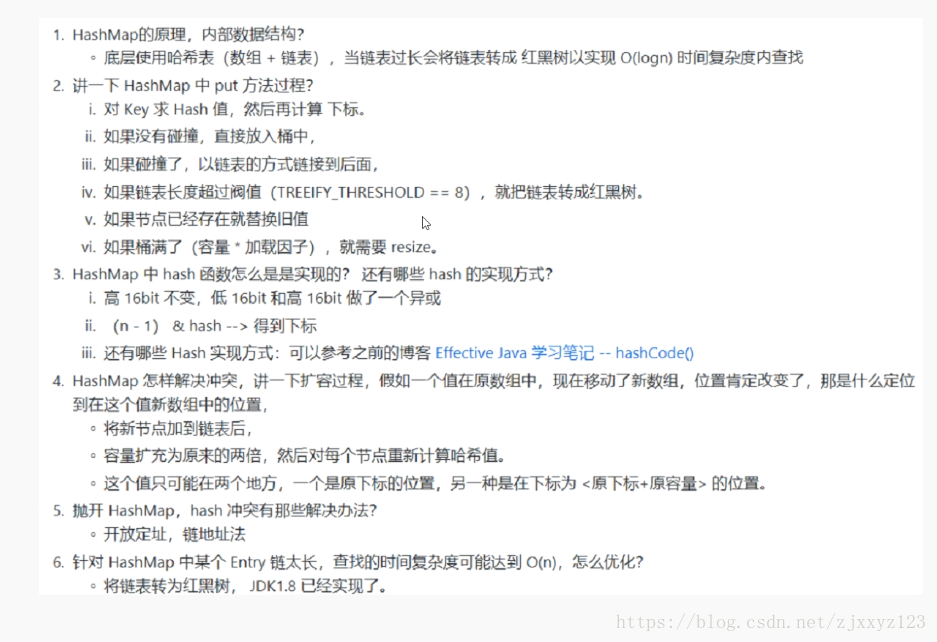 1. HashMap的原理，内部数据结构？
◦ 底层使用哈希表（数组 + 链表），当链表过长会将链表转成 红黑树以实现 O(logn) 时间复杂度内查找
2. 讲一下 HashMap 中 put 方法过程？
i. 对 Key 求 Hash 值，然后再计算 下标。
ii. 如果没有碰撞，直接放入桶中，
iii. 如果碰撞了，以链表的方式链接到后面，
iv. 如果链表长度超过阀值（TREEIFY_THRESHOLD == 8），就把链表转成红黑树。
v. 如果节点已经存在就替换旧值
vi. 如果桶满了（容量 * 加载因子），就需要 resize。
3. HashMap 中 hash 函数怎么是是实现的？ 还有哪些 hash 的实现方式？
i. 高 16bit 不变，低 16bit 和高 16bit 做了一个异或
ii. （n - 1） & hash --> 得到下标
iii. 还有哪些 Hash 实现方式：可以参考之前的博客 Effective Java 学习笔记 -- hashCode()
4. HashMap 怎样解决冲突，讲一下扩容过程，假如一个值在原数组中，现在移动了新数组，位置肯定改变了，那是什么定位
到在这个值新数组中的位置，
◦ 将新节点加到链表后，
◦ 容量扩充为原来的两倍，然后对每个节点重新计算哈希值。
◦ 这个值只可能在两个地方，一个是原下标的位置，另一种是在下标为 <原下标+原容量> 的位置。
5. 抛开 HashMap，hash 冲突有那些解决办法？
◦ 开放定址，链地址法
6. 针对 HashMap 中某个 Entry 链太长，查找的时间复杂度可能达到 O(n)，怎么优化？
◦ 将链表转为红黑树， JDK1.8 已经实现了。
https://blog.csdn.net/zjxxyz123